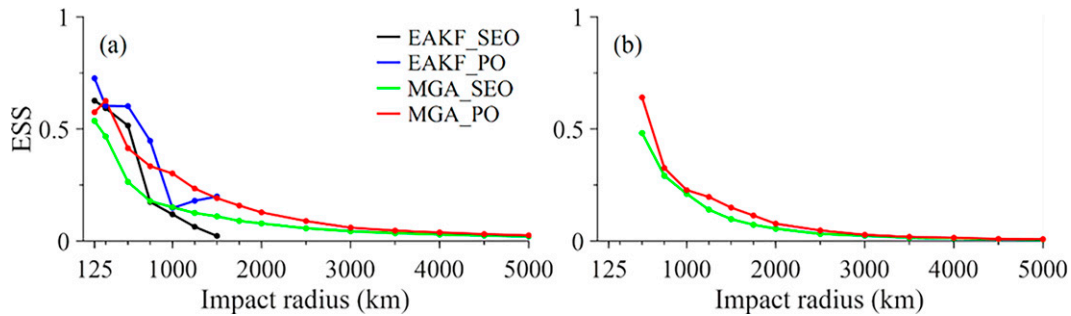 1
(a)
EAKF_SEO
EAKF_PO
MGA_SEO
MGA_PO
ESS
0.5
0
125 1000 2000 3000 4000 5000
Impact radius (km)
1
(b)
0.5
0
125 1000 2000 3000 4000 5000
Impact radius (km)